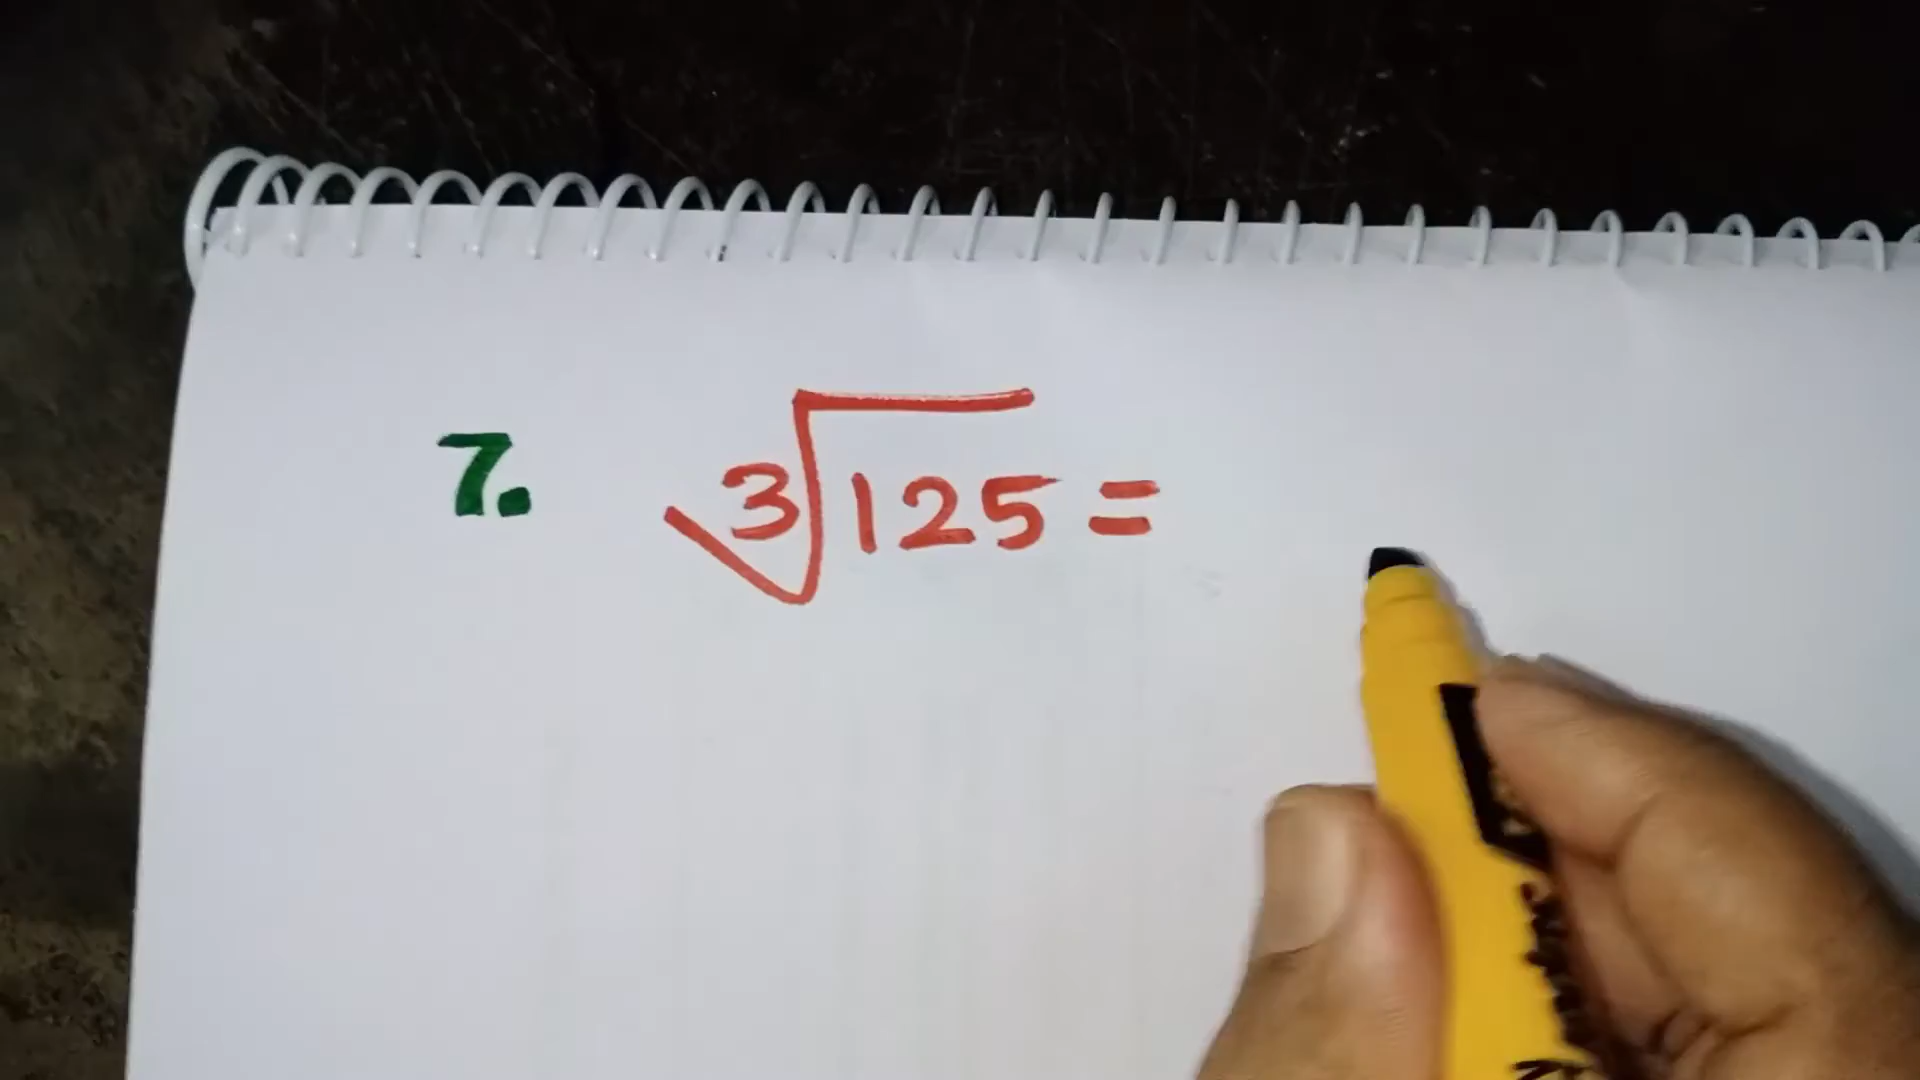 7. ∛125 =